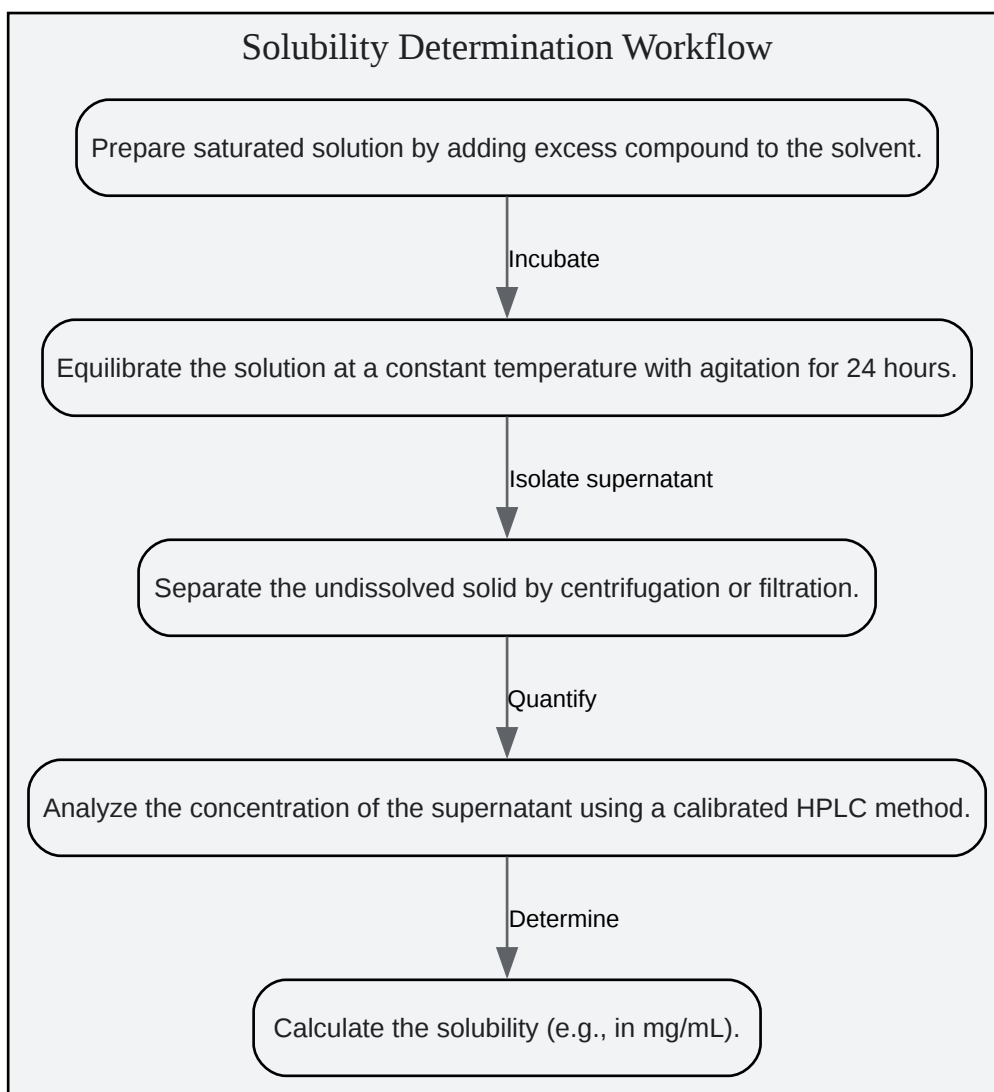 Solubility Determination Workflow
Prepare saturated solution by adding excess compound to the solvent.
Incubate
Equilibrate the solution at a constant temperature with agitation for 24 hours.
Isolate supernatant
Separate the undissolved solid by centrifugation or filtration.
Quantify
Analyze the concentration of the supernatant using a calibrated HPLC method.
Determine
Calculate the solubility (e.g., in mg/mL).